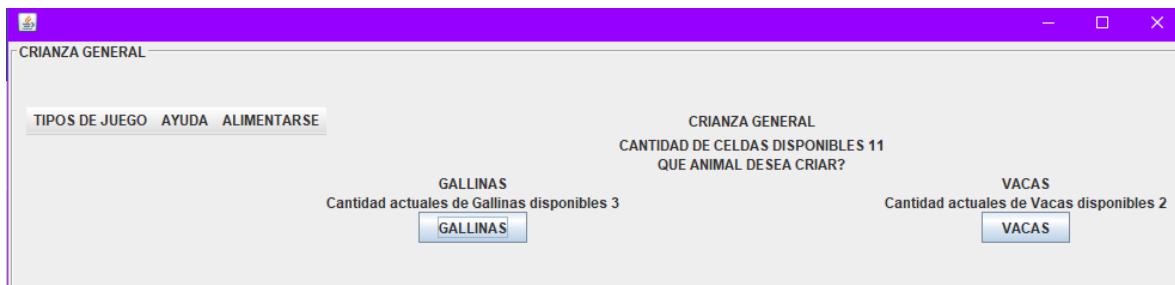 CRIANZA GENERAL
TIPOS DE JUEGO AYUDA ALIMENTARSE
CRIANZA GENERAL
CANTIDAD DE CELDAS DISPONIBLES 11
QUE ANIMAL DESEA CRIAR?
GALLINAS
Cantidad actuales de Gallinas disponibles 3
GALLINAS
VACAS
Cantidad actuales de Vacas disponibles 2
VACAS